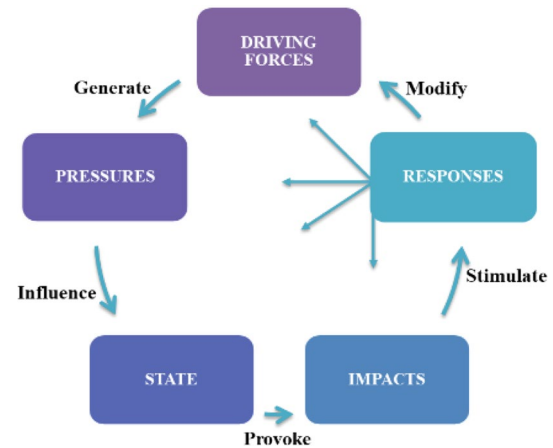 DRIVING
FORCES
Generate
Modify
PRESSURES
RESPONSES
Influence
Stimulate
STATE
IMPACTS
Provoke